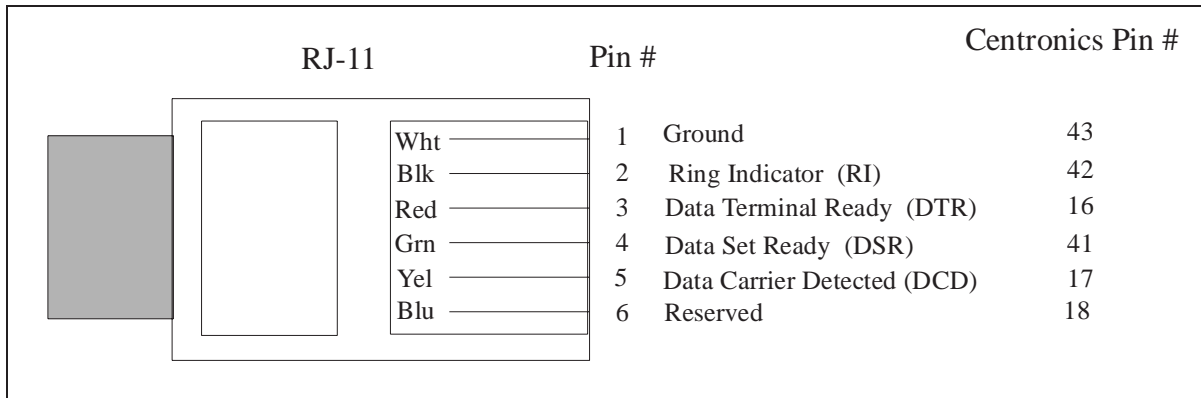 RJ-11 Pin # Centronics Pin #
Wht 1 Ground 43
Blk 2 Ring Indicator (RI) 42
Red 3 Data Terminal Ready (DTR) 16
Grn 4 Data Set Ready (DSR) 41
Yel 5 Data Carrier Detected (DCD) 17
Blu 6 Reserved 18